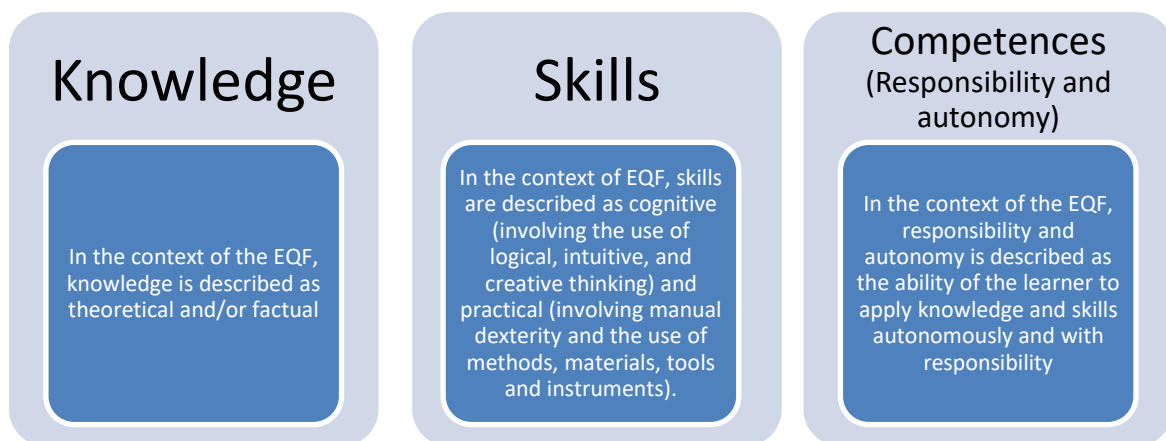 Knowledge
In the context of the EQF,
knowledge is described as
theoretical and/or factual
Skills
In the context of EQF, skills
are described as cognitive
(involving the use of
logical, intuitive, and
creative thinking) and
practical (involving manual
dexterity and the use of
methods, materials, tools
and instruments).
Competences
(Responsibility and
autonomy)
In the context of the EQF,
responsibility and
autonomy is described as
the ability of the learner to
apply knowledge and skills
autonomously and with
responsibility